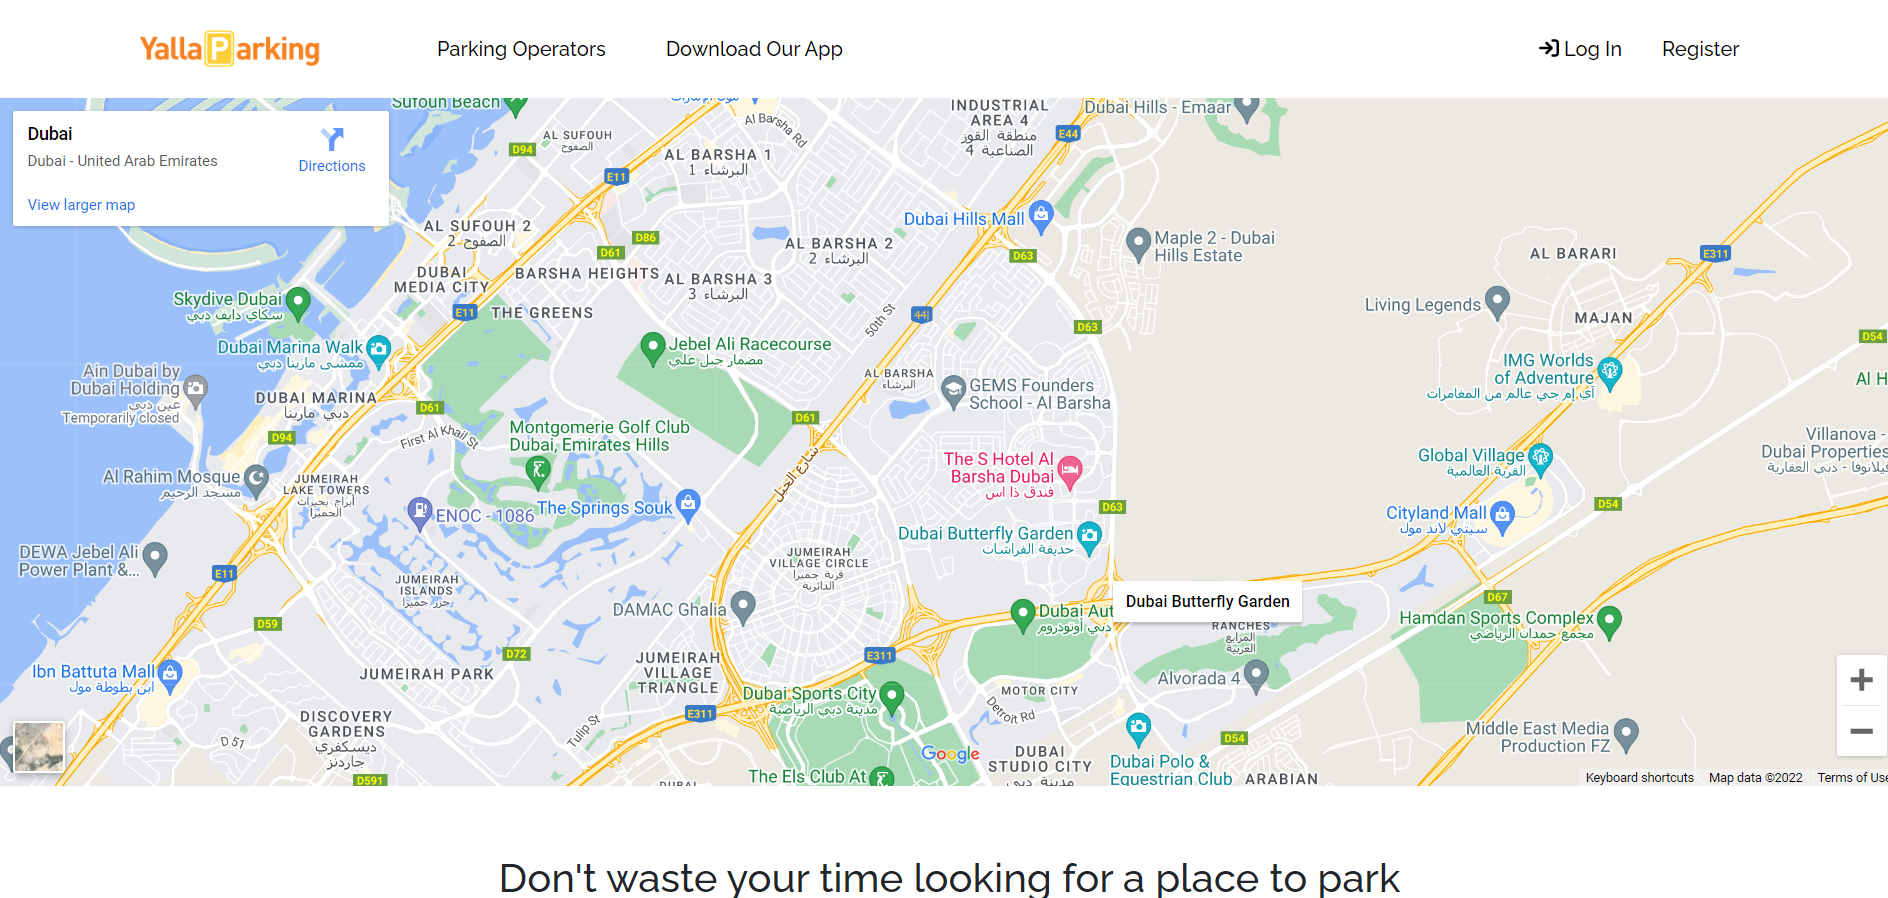 YallaParking
Parking Operators
Download Our App
Log In
Register
Dubai
Dubai - United Arab Emirates
Directions
View larger map
Sufouh Beach
AL SUFOUH
الصفوح
D94
E11
AL BARSHA 1
البرشاء 1
Al Barsha Rd
INDUSTRIAL
AREA 4
منطقة القوز
الصناعية 4
E44
Dubai Hills - Emaar
AL SUFOUH 2
الصفوح 2
D86
D61
AL BARSHA 2
البرشاء 2
Dubai Hills Mall
D63
Maple 2 - Dubai
Hills Estate
AL BARARI
E311
DUBAI
MEDIA CITY
BARSHA HEIGHTS
AL BARSHA 3
البرشاء 3
Skydive Dubai
سكاي دايف دبي
E11
THE GREENS
50th St
44
D63
Living Legends
MAJAN
D54
Dubai Marina Walk
ممشى مارينا دبي
Jebel Ali Racecourse
مضمار جبل علي
IMG Worlds
of Adventure
آي إم جي عالم من المغامرات
Al H
Ain Dubai by
Dubai Holding
عين دبي
Temporarily closed
AL BARSHA
البرشاء
GEMS Founders
School - Al Barsha
DUBAI MARINA
دبي مارينا
D61
D61
D94
First Al Khail St
Montgomerie Golf Club
Dubai, Emirates Hills
شارع الخيل
Villanova -
Dubai Properties
فيلانوفا - دبي العقارية
Global Village
القرية العالمية
The S Hotel Al
Barsha Dubai
فندق ذا اس
Al Rahim Mosque
مسجد الرحيم
JUMEIRAH
LAKE TOWERS
أبراج بحيرات
الجميرا
ENOC - 1086
The Springs Souk
D63
D54
Cityland Mall
سيتي لاند مول
Dubai Butterfly Garden
حديقة الفراشات
DEWA Jebel Ali
Power Plant &...
E11
JUMEIRAH
VILLAGE CIRCLE
قرية جميرا
الدائرية
JUMEIRAH
ISLANDS
جزر جميرا
DAMAC Ghalia
Dubai Butterfly Garden
D67
Dubai Aut
دبي أوتودروم
RANCHES
المرابع
العربية
Hamdan Sports Complex
مجمع حمدان الرياضي
D59
D72
E311
Ibn Battuta Mall
ابن بطوطة مول
JUMEIRAH PARK
JUMEIRAH
VILLAGE
TRIANGLE
Dubai Sports City
مدينة دبي الرياضية
MOTOR CITY
Alvorada 4
Detroit Rd
E311
DISCOVERY
GARDENS
ديسكفري
جاردنز
D 51
Tulip St
Google
DUBAI
STUDIO CITY
مدينة دبي
Dubai Polo &
Equestrian Club
D54
ARABIAN
Middle East Media
Production FZ
D591
The Els Club At
DUBAI
Keyboard shortcuts
Map data ©2022
Terms of Use
Don't waste your time looking for a place to park